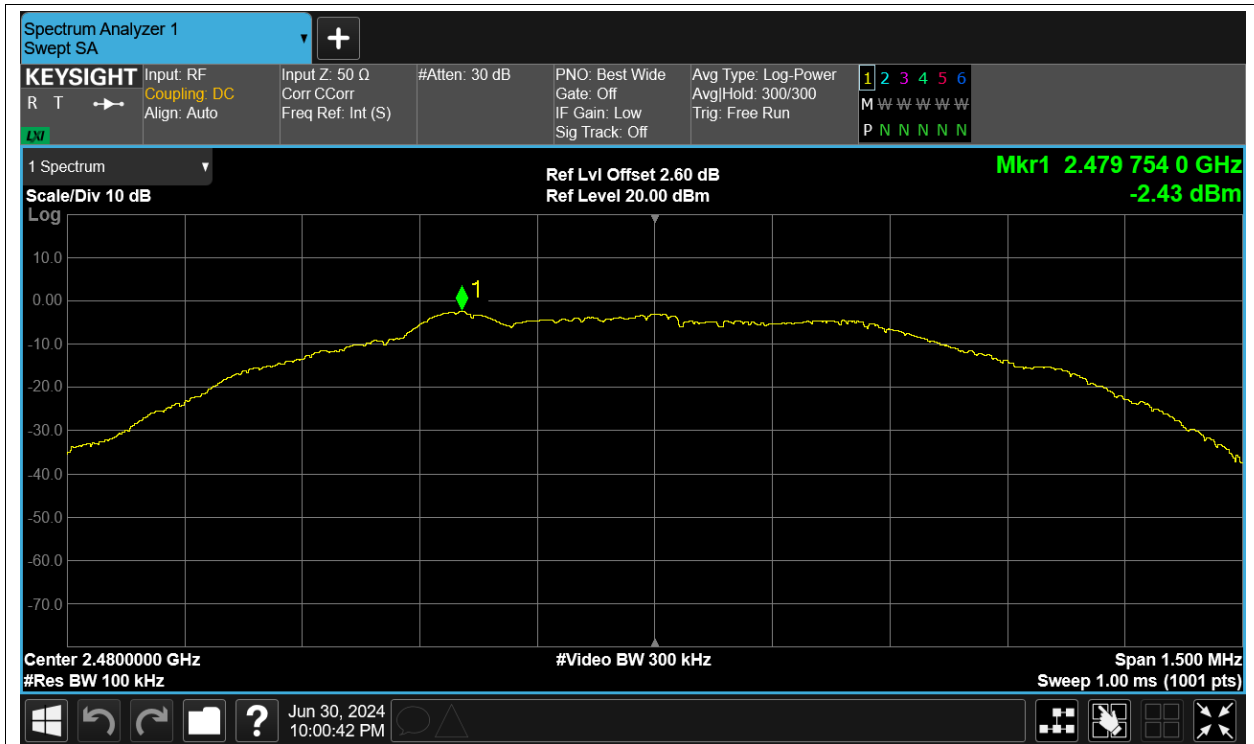 Spectrum Analyzer 1
Swept SA
KEYSIGHT
R T
LXI
Input: RF
Coupling: DC
Align: Auto
Input Z: 50 Ω
Corr CCorr
Freq Ref: Int (S)
#Atten: 30 dB
PNO: Best Wide
Gate: Off
IF Gain: Low
Sig Track: Off
Avg Type: Log-Power
Avg|Hold: 300/300
Trig: Free Run
1 2 3 4 5 6
M W W W W W
P N N N N N
1 Spectrum
Scale/Div 10 dB
Ref Lvl Offset 2.60 dB
Ref Level 20.00 dBm
Mkr1 2.479 754 0 GHz
-2.43 dBm
Log
10.0
0.00
-10.0
-20.0
-30.0
-40.0
-50.0
-60.0
-70.0
1
Center 2.4800000 GHz
#Res BW 100 kHz
#Video BW 300 kHz
Span 1.500 MHz
Sweep 1.00 ms (1001 pts)
?
Jun 30, 2024
10:00:42 PM